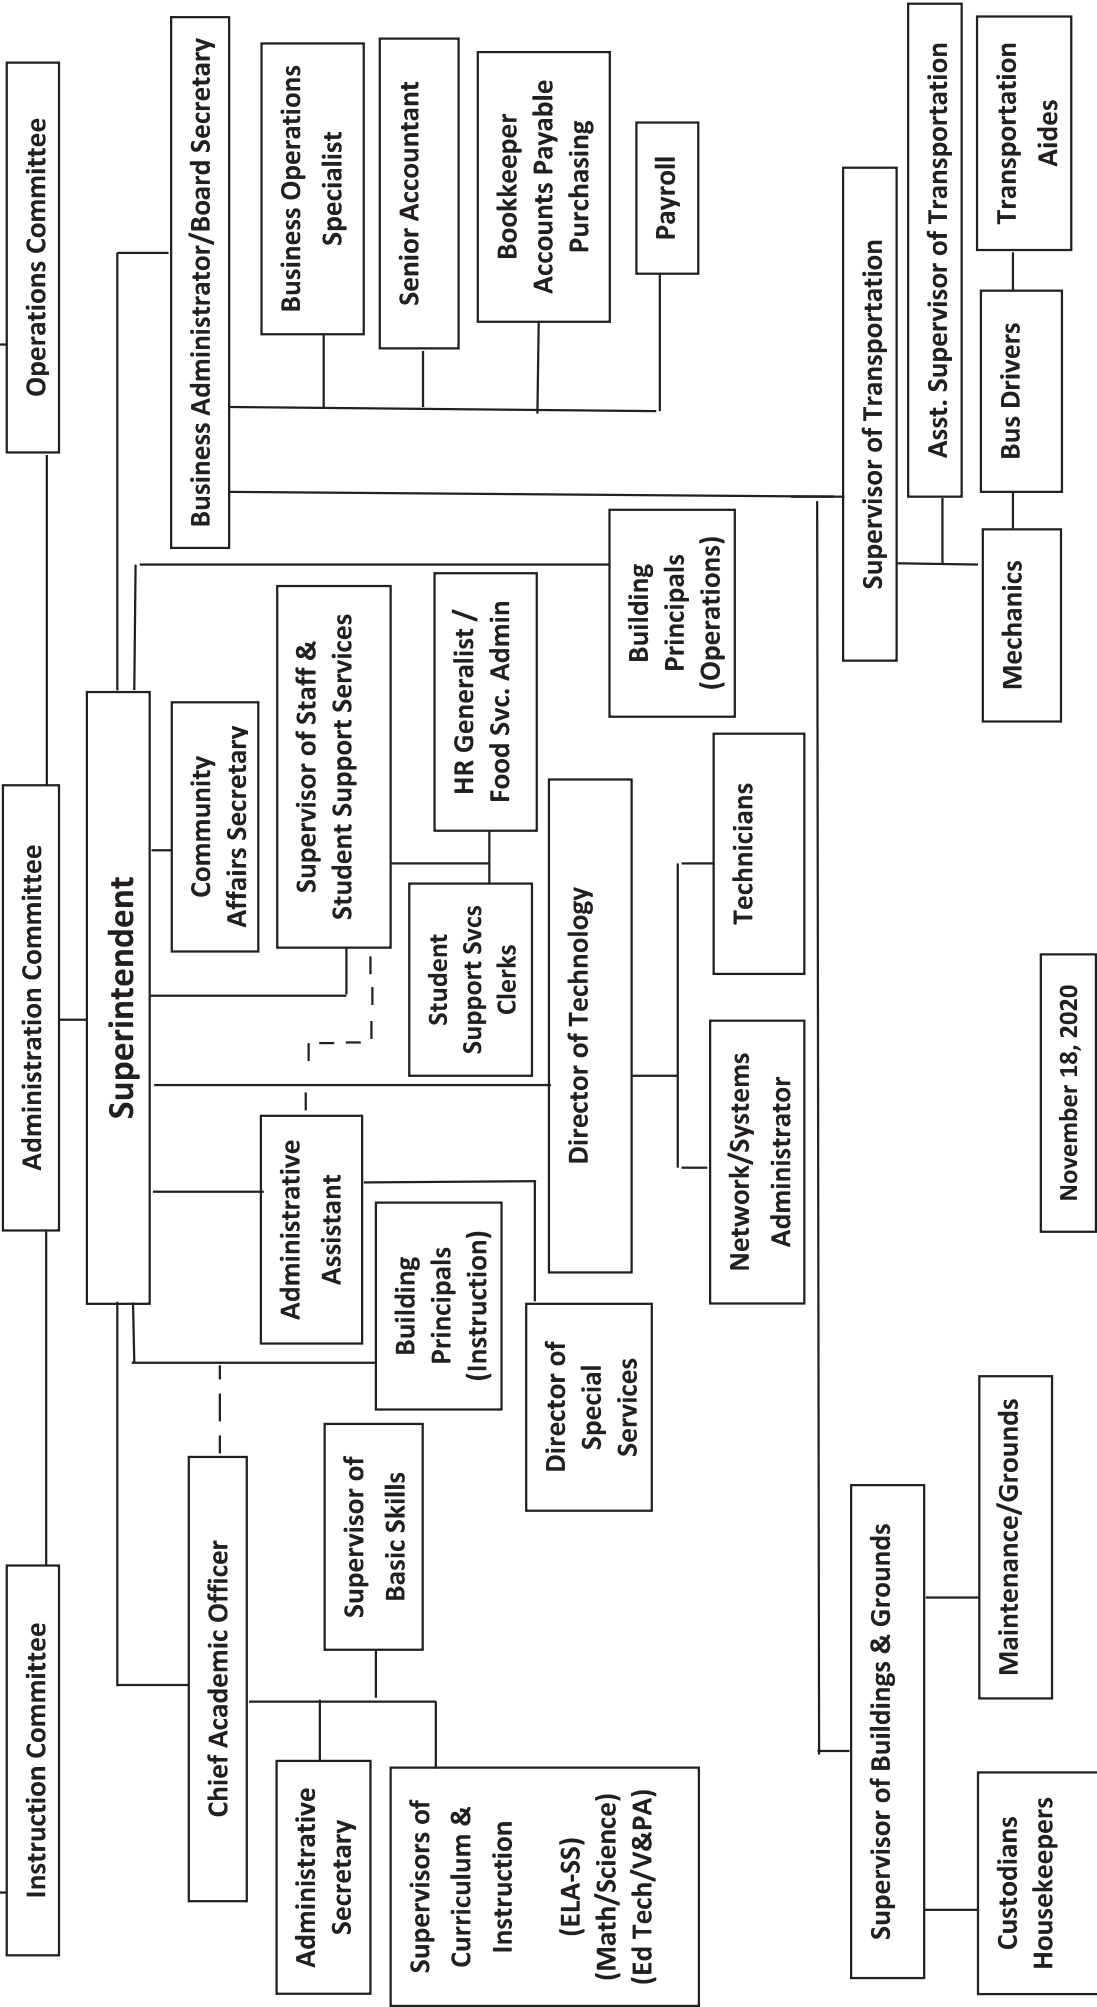 Instruction Committee
Administration Committee
Operations Committee
Superintendent
Chief Academic Officer
Community
Affairs Secretary
Business Administrator/Board Secretary
Administrative
Secretary
Supervisor of
Basic Skills
Administrative
Assistant
Supervisor of Staff &
Student Support Services
Business Operations
Specialist
Supervisors of
Curriculum &
Instruction
(ELA-SS)
(Math/Science)
(Ed Tech/V&PA)
Building
Principals
(Instruction)
Student
Support Svcs
Clerks
HR Generalist /
Food Svc. Admin
Senior Accountant
Director of
Special
Services
Director of Technology
Bookkeeper
Accounts Payable
Purchasing
Building
Principals
(Operations)
Payroll
Network/Systems
Administrator
Technicians
Supervisor of Buildings & Grounds
Supervisor of Transportation
Asst. Supervisor of Transportation
Custodians
Housekeepers
Maintenance/Grounds
Mechanics
Bus Drivers
Transportation
Aides
November 18, 2020